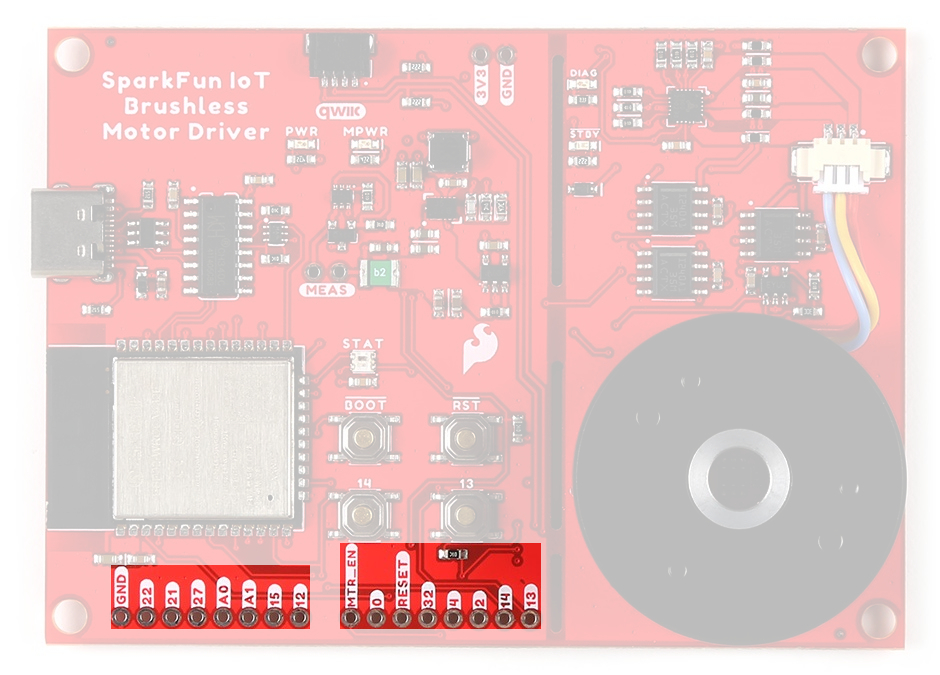 SparkFun IoT
Brushless
Motor Driver
qwiic
3V3
GND
DIAG
STBY
PWR
MPWR
b2
MEAS
STAT
BOOT
RST
14
13
GND
22
21
27
A0
A1
15
12
MTR_EN
0
RESET
32
4
2
14
13